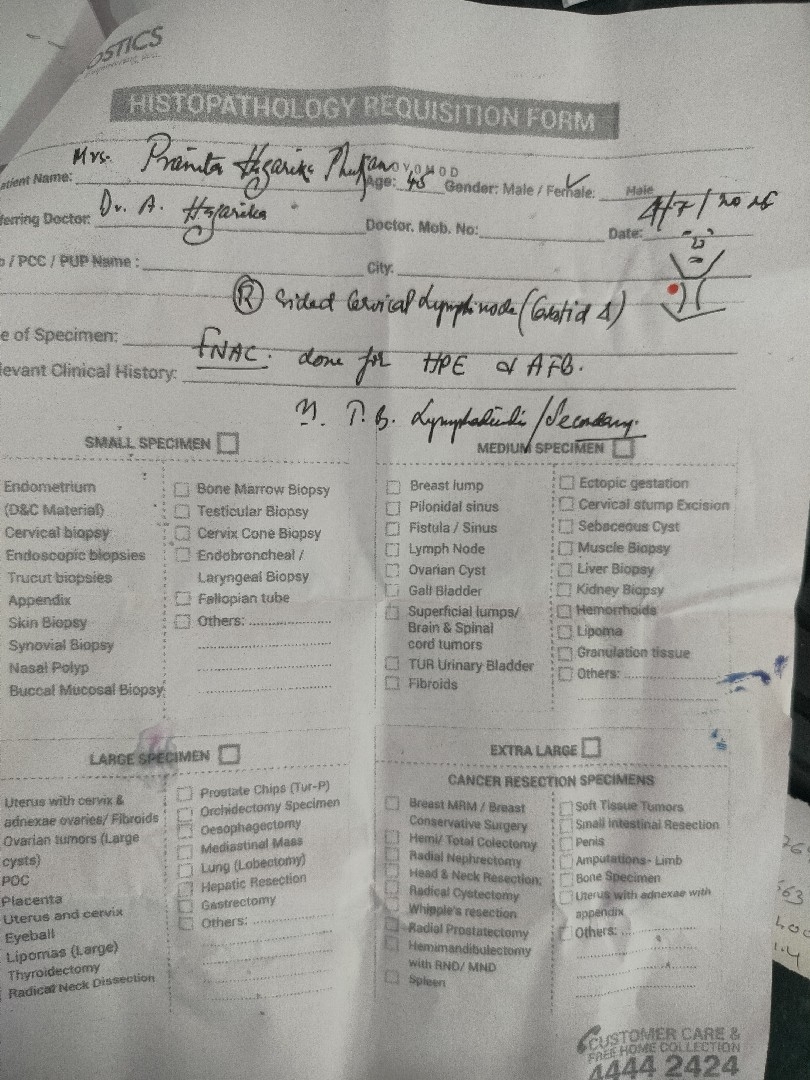 OSTICS
HISTOPATHOLOGY REQUISITION FORM
atient Name: Mrs. Hazarika Phukan Age: 45 Gender: Male / Female: Male
Y O M O D
ferring Doctor: Dr. A. Hazarika Doctor. Mob. No: Date: 4/7/
/ PCC / PUP Name : City:
(R) sided Cervical Lymph node
e of Specimen:
FNAC. done for HPE & AFB.
levant Clinical History:
T.B. / Secondary.
SMALL SPECIMEN
Endometrium
(D&C Material)
Cervical biopsy
Endoscopic biopsies
Trucut biopsies
Appendix
Skin Biopsy
Synovial Biopsy
Nasal Polyp
Buccal Mucosal Biopsy
Bone Marrow Biopsy
Testicular Biopsy
Cervix Cone Biopsy
Endobroncheal /
Laryngeal Biopsy
Fallopian tube
Others:
MEDIUM SPECIMEN
Breast lump
Pilonidal sinus
Fistula / Sinus
Lymph Node
Ovarian Cyst
Gall Bladder
Superficial lumps/
Brain & Spinal
cord tumors
TUR Urinary Bladder
Fibroids
Ectopic gestation
Cervical stump Excision
Sebaceous Cyst
Muscle Biopsy
Liver Biopsy
Kidney Biopsy
Hemorrhoids
Lipoma
Granulation tissue
Others:
LARGE SPECIMEN
Uterus with cervix &
adnexae ovaries/ Fibroids
Ovarian tumors (Large
cysts)
POC
Placenta
Uterus and cervix
Eyeball
Lipomas (Large)
Thyroidectomy
Radical Neck Dissection
Prostate Chips (Tur-P)
Orchidectomy Specimen
Oesophagectomy
Mediastinal Mass
Lung (Lobectomy)
Hepatic Resection
Gastrectomy
Others:
EXTRA LARGE
CANCER RESECTION SPECIMENS
Breast MRM / Breast
Conservative Surgery
Hemi/ Total Colectomy
Radial Nephrectomy
Head & Neck Resection;
Radical Cystectomy
Whipple's resection
Radial Prostatectomy
Hemimandibulectomy
with RND/ MND
Spleen
Soft Tissue Tumors
Small Intestinal Resection
Penis
Amputations- Limb
Bone Specimen
Uterus with adnexae with
appendix
Others:
CUSTOMER CARE &
FREE HOME COLLECTION
4444 2424